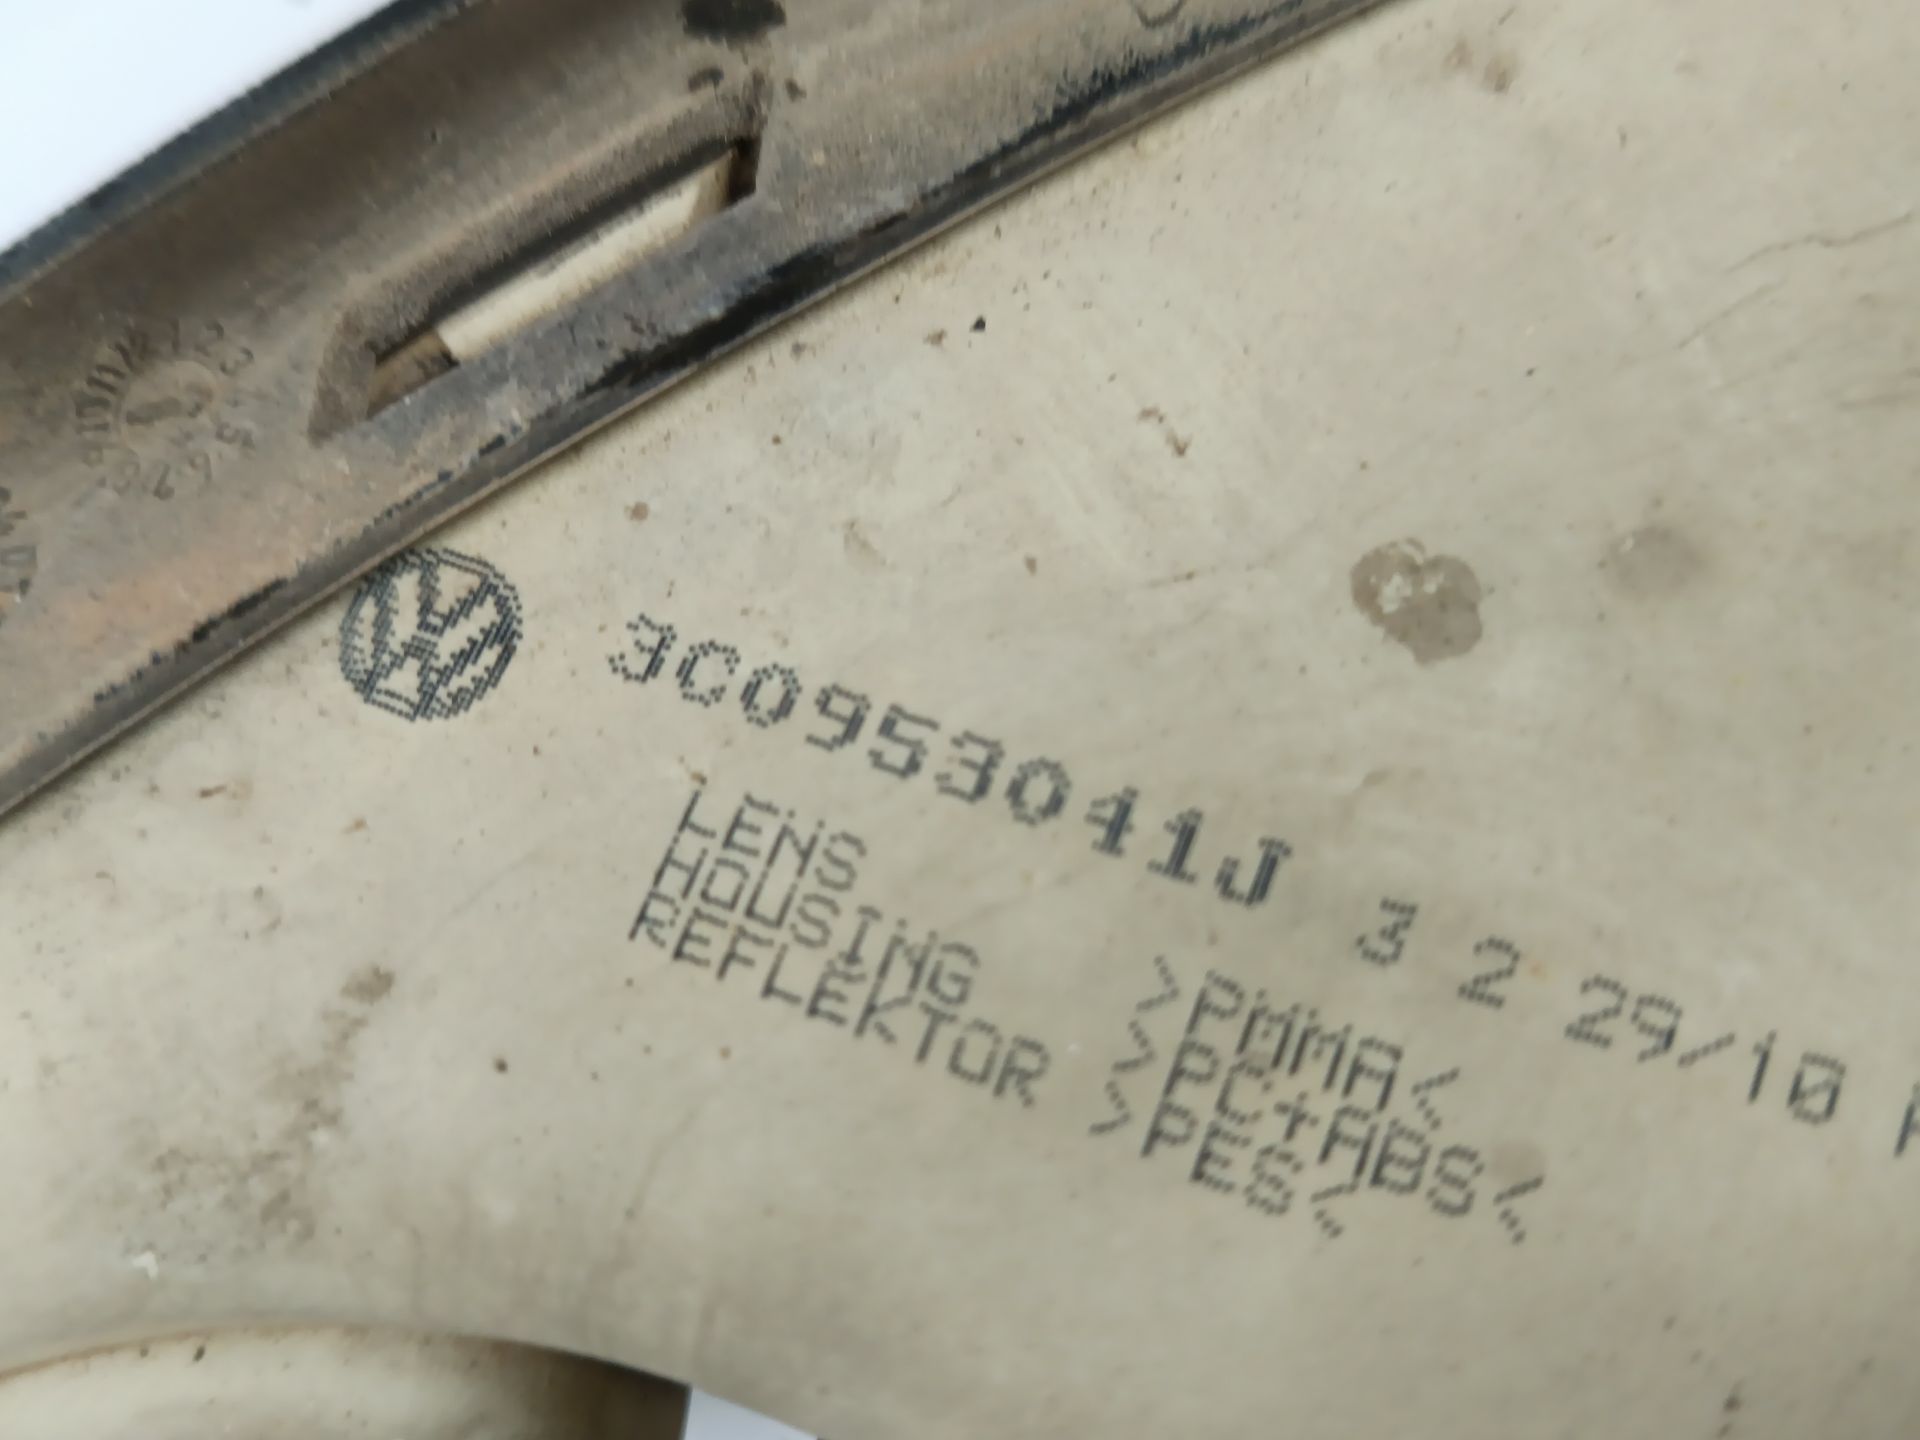 3C0953041J 3 2 29/10
LENS >PMMA<
HOUSING >PC+ABS<
REFLEKTOR >PES<